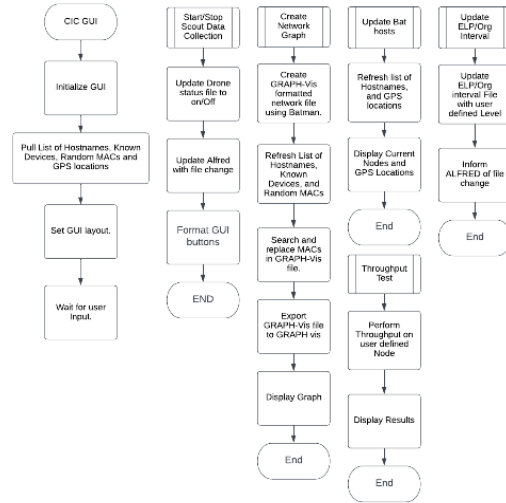 CIC GUI
Initialize GUI
Pull List of Hostnames, Known
Devices, Random MACs and
GPS locations
Set GUI layout.
Wait for user
Input.
Start/Stop
Scout Data
Collection
Update Drone
status file to
on/Off
Update Alfred
with file change
Format GUI
buttons
END
Create
Network
Graph
Create
GRAPH-Vis
formatted
network file
using Batman.
Refresh List of
Hostnames,
Known
Devices, and
Random MACs
Search and
replace MACs
in GRAPH-Vis
file.
Export
GRAPH-Vis file
to GRAPH vis
Display Graph
End
Update Bat
hosts
Refresh list of
Hostnames,
and GPS
locations
Display Current
Nodes and
GPS Locations
End
Throughput
Test
Perform
Throughput on
user defined
Node
Display Results
End
Update
ELP/Org
Interval
Update
ELP/Org
interval File with
user defined
Level
Inform
ALFRED of file
change
End